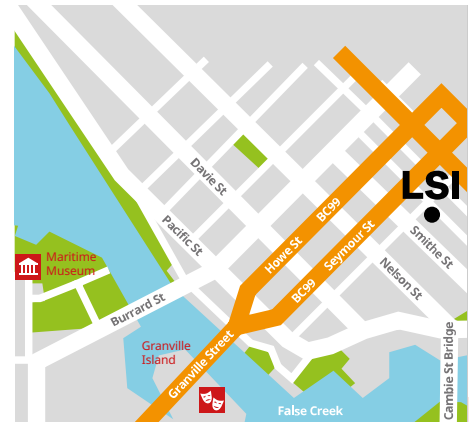 Davie St
LSI
BC99
Pacific St
Seymour St
Smithe St
Howe St
Maritime
Museum
Nelson St
BC99
Burrard St
Granville
Island
Granville Street
Cambie St Bridge
False Creek